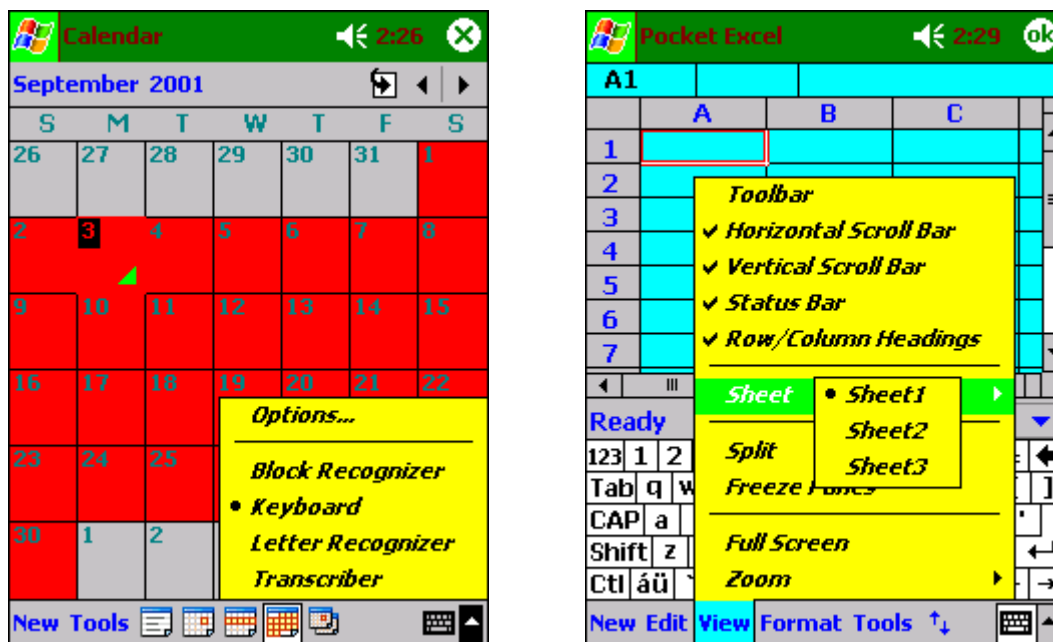 Calendar 2:26
September 2001
S M T W T F S
26 27 28 29 30 31 1
2 3 4 5 6 7 8
9 10 11 12 13 14 15
16 17 18 19 20 21 22
23 24 25
30 1 2
Options...
Block Recognizer
Keyboard
Letter Recognizer
Transcriber
New Tools
Pocket Excel 2:29 ok
A1
A B C
1
2
3
4
5
6
7
Toolbar
Horizontal Scroll Bar
Vertical Scroll Bar
Status Bar
Row/Column Headings
Sheet
Sheet1
Sheet2
Sheet3
Split
Freeze
Full Screen
Zoom
Ready
123 1 2
Tab q w
CAP a
Shift z
Ctl áü
New Edit View Format Tools